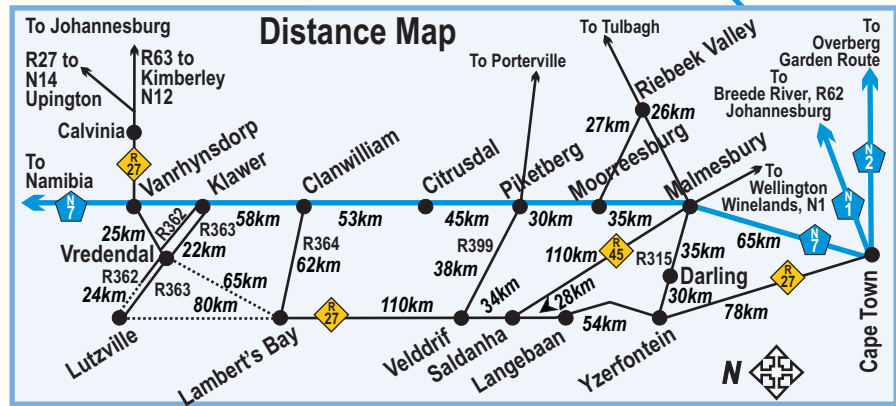 Distance Map
To Johannesburg
R27 to
N14
Upington
R63 to
Kimberley
N12
Calvinia
R
27
To
Namibia
N
7
Vanrhynsdorp
Klawer
Clanwilliam
Citrusdal
Piketberg
Moorreesburg
Riebeek Valley
Malmesbury
To Porterville
To Tulbagh
To
Breede River, R62
Johannesburg
To
Overberg
Garden Route
N
2
N
1
To
Wellington
Winelands, N1
27km
26km
58km
53km
45km
30km
35km
65km
N
7
25km
R362
R363
22km
Vredendal
R362
24km
R363
65km
80km
R364
62km
R399
38km
110km
R
45
R315
35km
Darling
30km
R
27
78km
R
27
110km
34km
28km
54km
Lutzville
Lambert's Bay
Velddrif
Saldanha
Langebaan
Yzerfontein
Cape Town
N